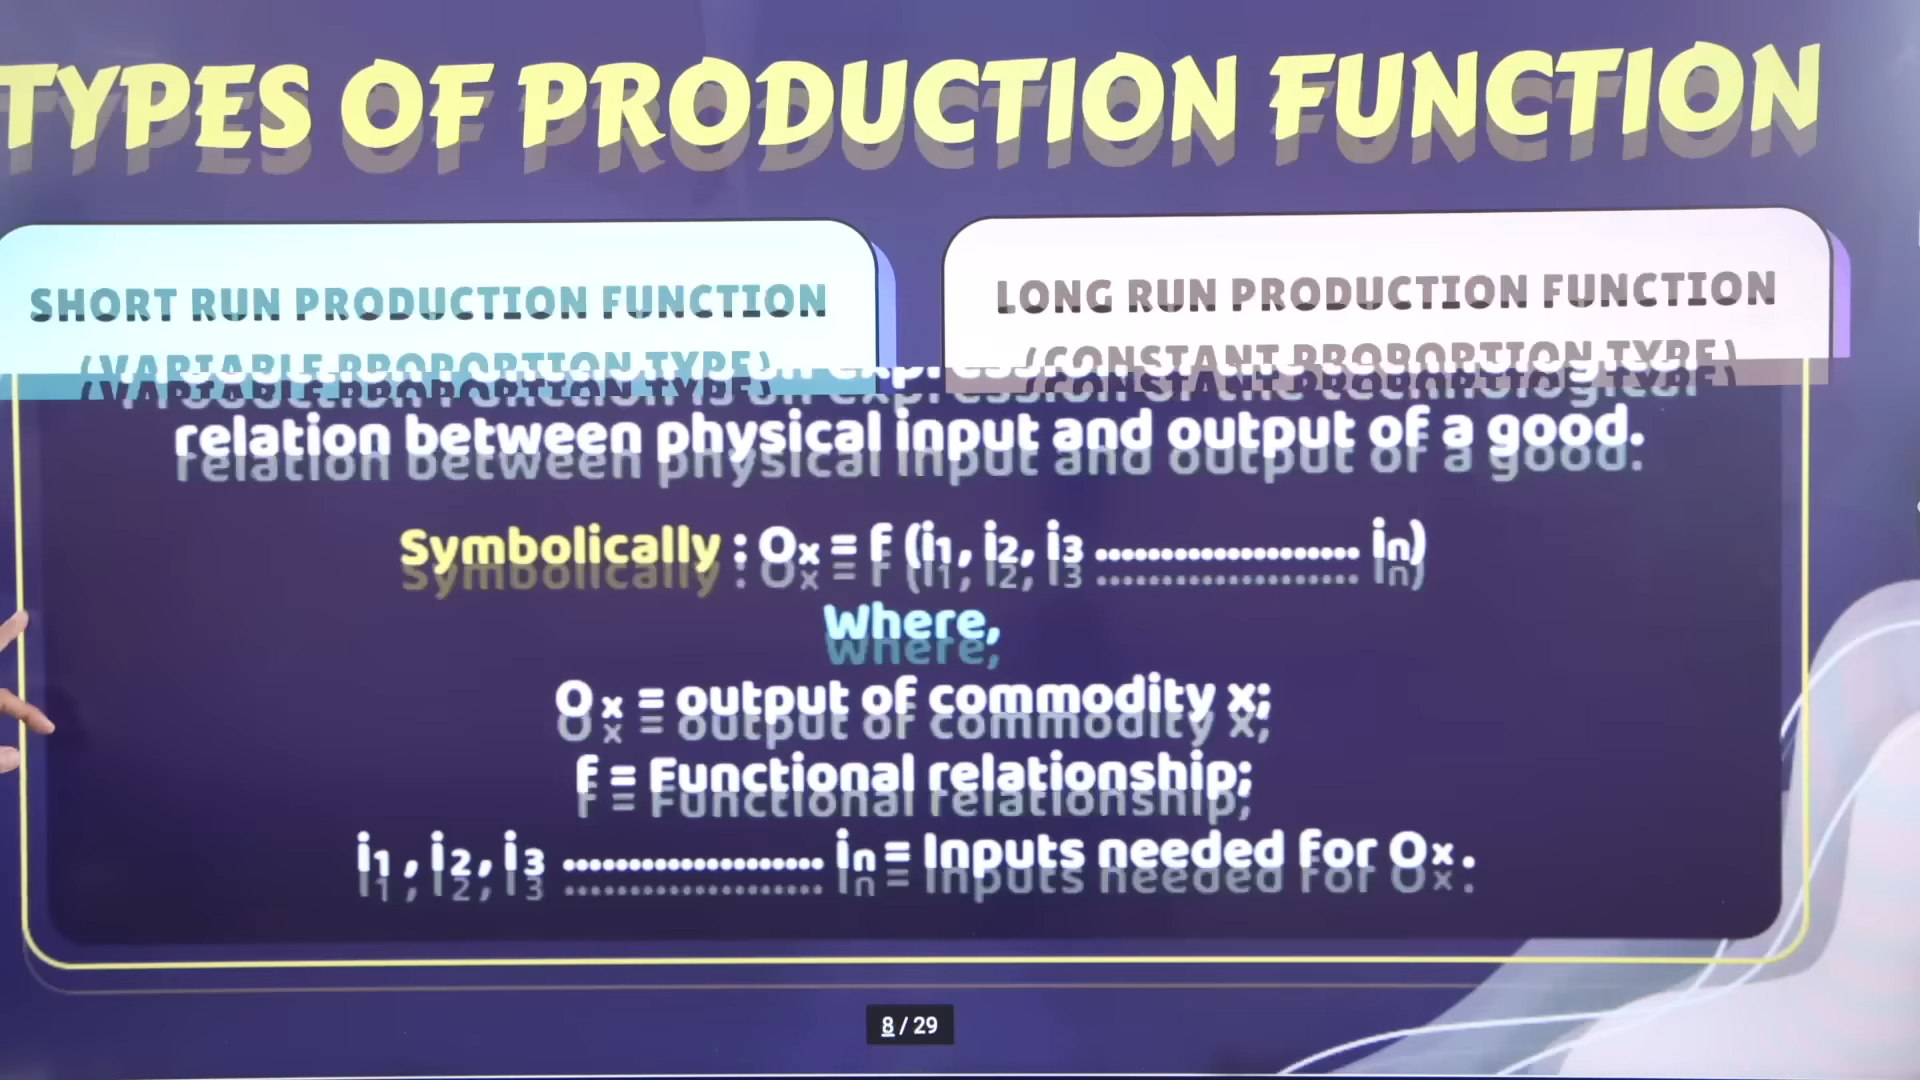 TYPES OF PRODUCTION FUNCTION
SHORT RUN PRODUCTION FUNCTION
LONG RUN PRODUCTION FUNCTION
(VARIABLE PROPORTION TYPE)
(CONSTANT PROPORTION TYPE)
relation between physical input and output of a good.
Symbolically : Ox = f (i1, i2, i3 .................... in)
Where,
Ox = output of commodity x;
f = Functional relationship;
i1 , i2, i3 .................... in = Inputs needed for Ox.
8 / 29